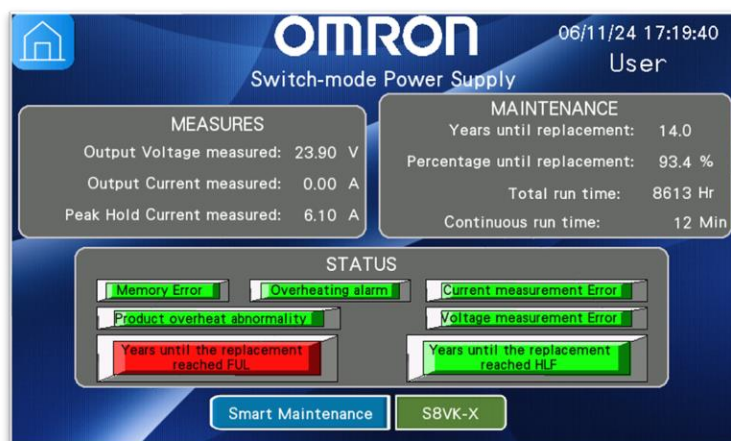 OMRON
06/11/24 17:19:40
User
Switch-mode Power Supply
MEASURES
Output Voltage measured: 23.90 V
Output Current measured: 0.00 A
Peak Hold Current measured: 6.10 A
MAINTENANCE
Years until replacement: 14.0
Percentage until replacement: 93.4 %
Total run time: 8613 Hr
Continuous run time: 12 Min
STATUS
Memory Error
Overheating alarm
Current measurement Error
Product overheat abnormality
Voltage measurement Error
Years until the replacement
reached FUL
Years until the replacement
reached HLF
Smart Maintenance
S8VK-X